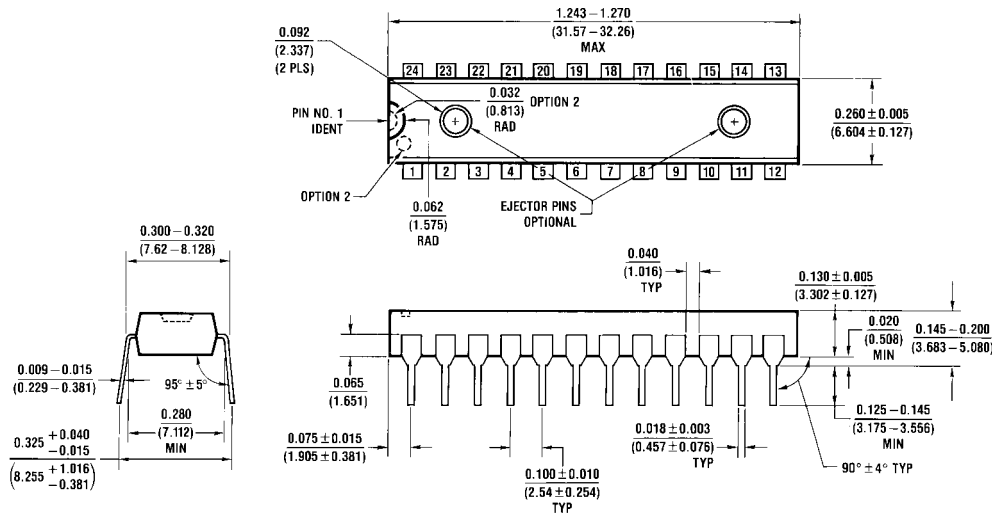 1.243–1.270
(31.57–32.26)
MAX
0.092
(2.337)
(2 PLS)
24 23 22 21 20 19 18 17 16 15 14 13
0.032
(0.813)
RAD
OPTION 2
PIN NO. 1
IDENT
0.260 ± 0.005
(6.604 ± 0.127)
1 2 3 4 5 6 7 8 9 10 11 12
OPTION 2
0.062
(1.575)
RAD
EJECTOR PINS
OPTIONAL
0.300–0.320
(7.62–8.128)
0.040
(1.016)
TYP
0.130 ± 0.005
(3.302 ± 0.127)
0.020
(0.508)
MIN
0.145–0.200
(3.683–5.080)
0.009–0.015
(0.229–0.381)
95° ± 5°
0.065
(1.651)
0.280
(7.112)
MIN
0.125–0.145
(3.175–3.556)
MIN
0.325 +0.040
−0.015
(8.255 +1.016
−0.381)
0.075 ± 0.015
(1.905 ± 0.381)
0.018 ± 0.003
(0.457 ± 0.076)
TYP
0.100 ± 0.010
(2.54 ± 0.254)
TYP
90° ± 4° TYP